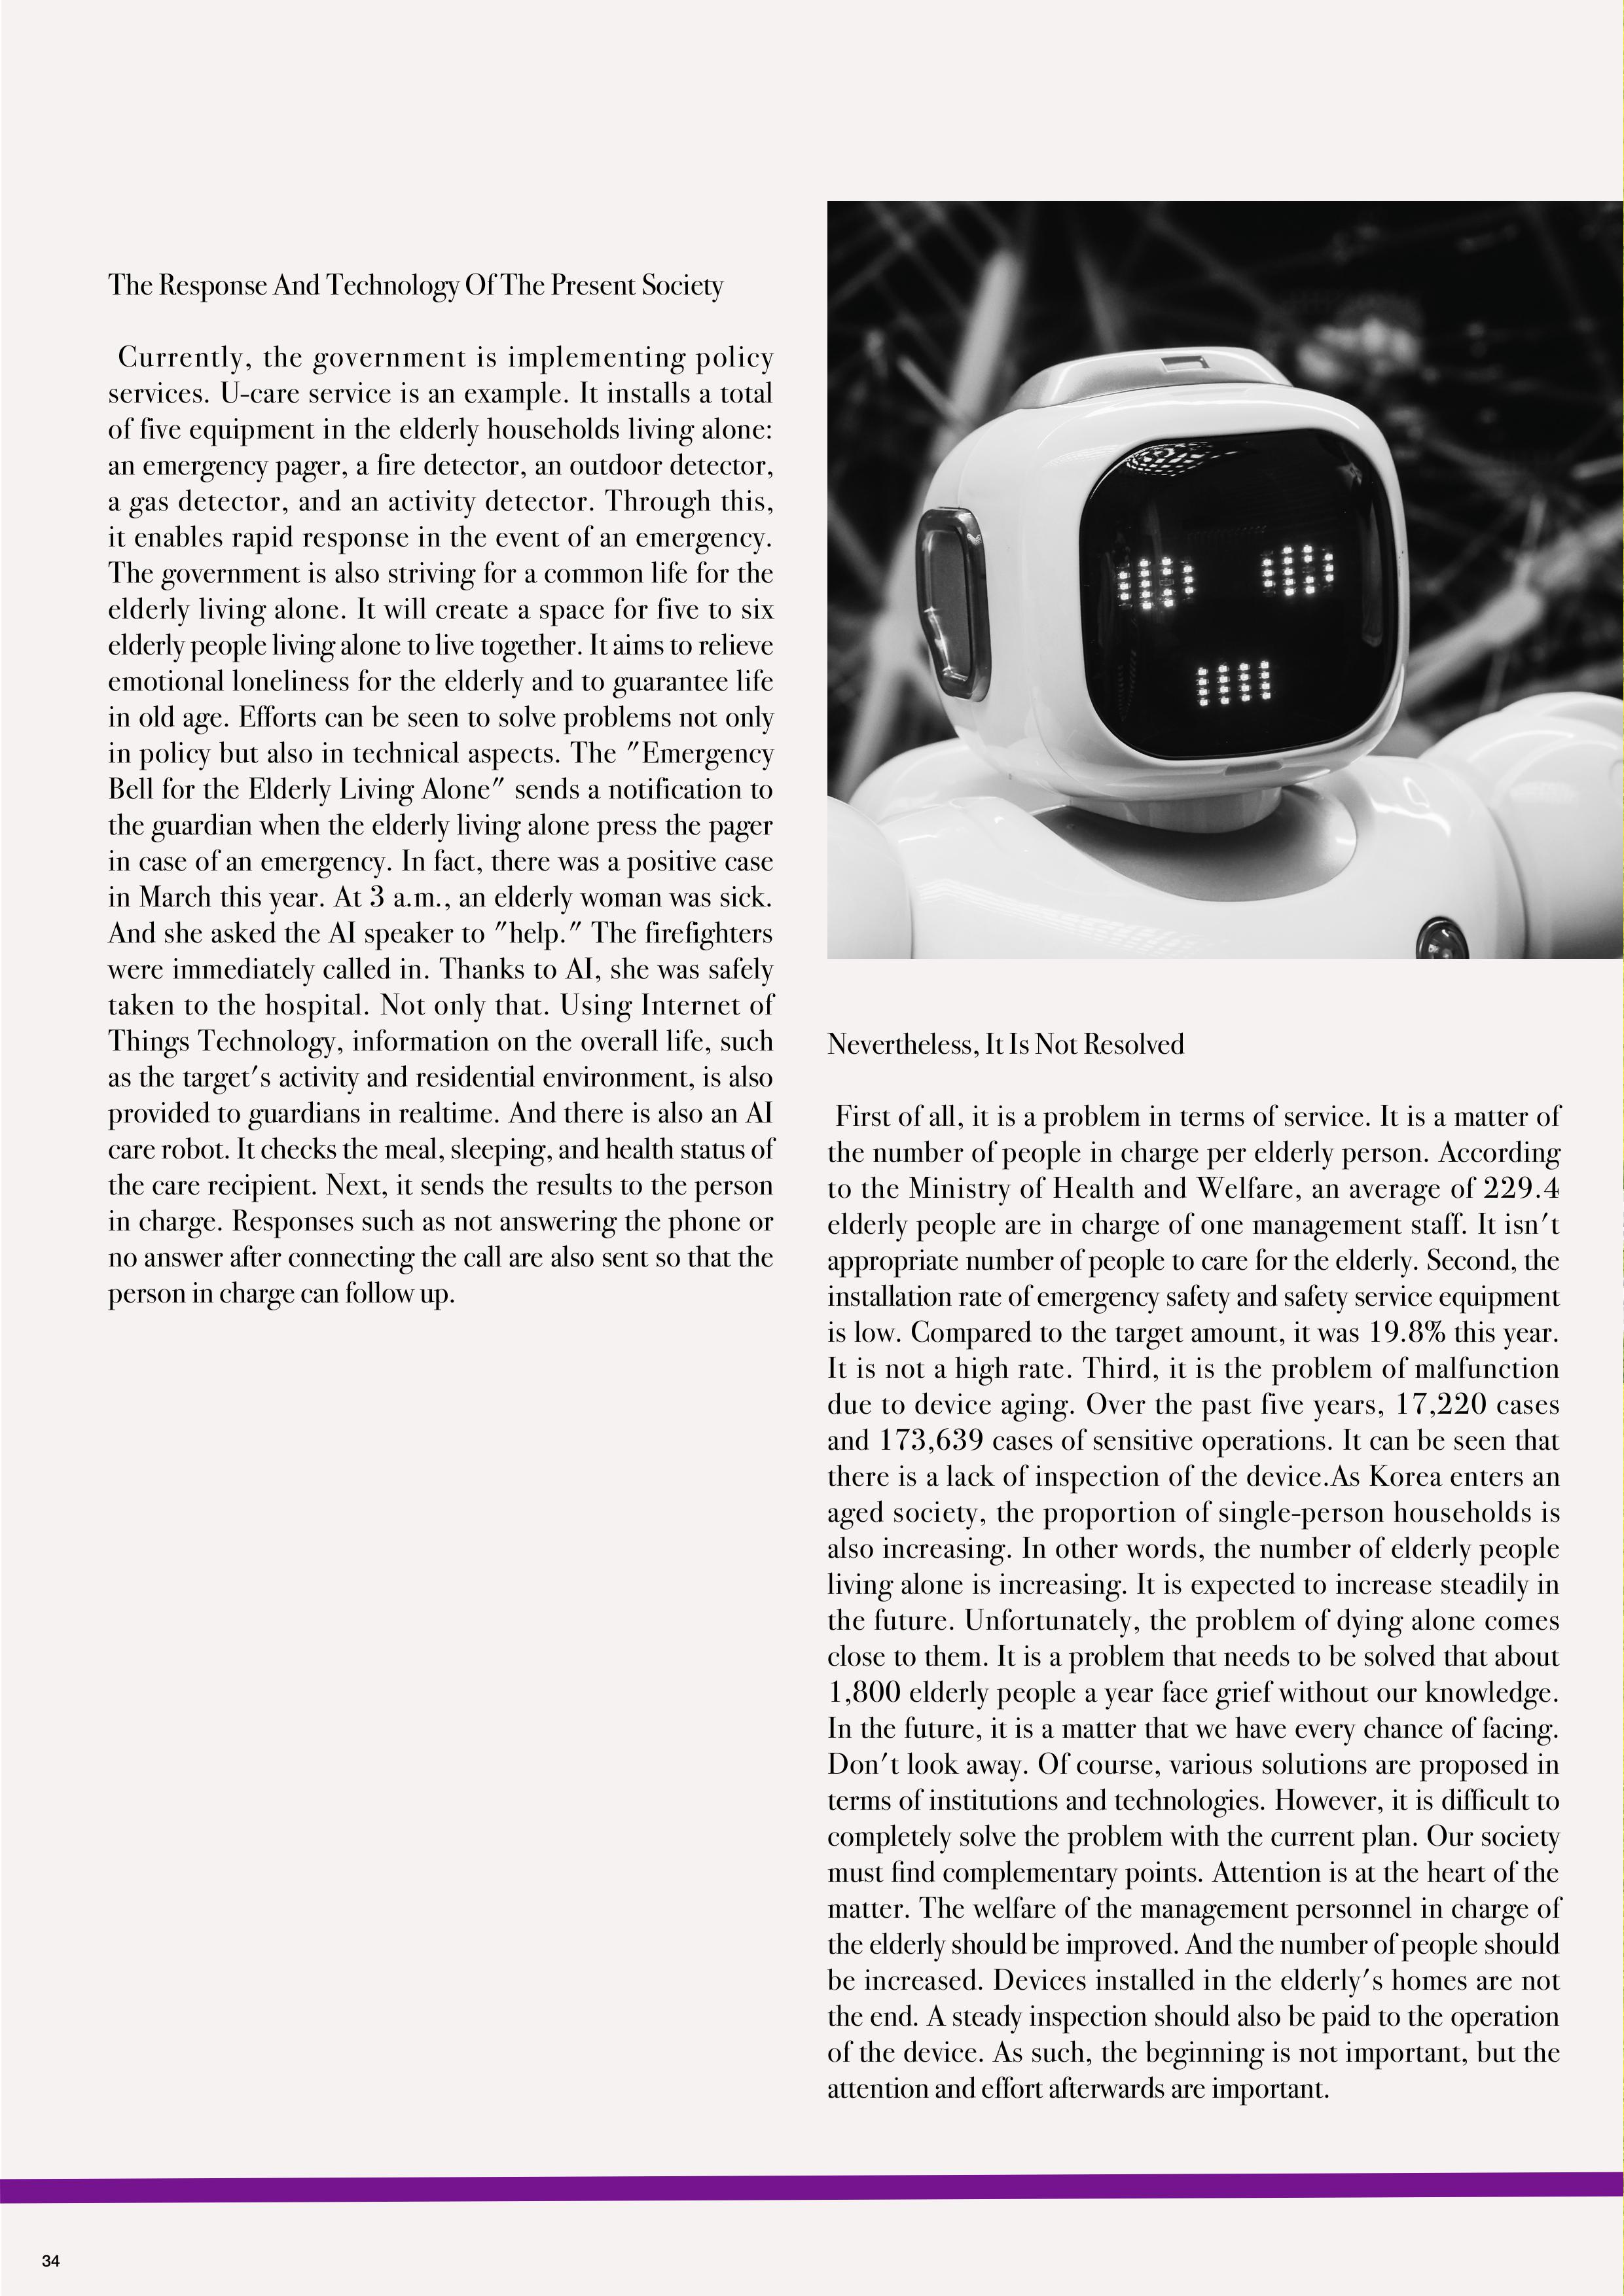 The Response And Technology Of The Present Society
Currently, the government is implementing policy
services. U-care service is an example. It installs a total
of five equipment in the elderly households living alone:
an emergency pager, a fire detector, an outdoor detector,
a gas detector, and an activity detector. Through this,
it enables rapid response in the event of an emergency.
The government is also striving for a common life for the
elderly living alone. It will create a space for five to six
elderly people living alone to live together. It aims to relieve
emotional loneliness for the elderly and to guarantee life
in old age. Efforts can be seen to solve problems not only
in policy but also in technical aspects. The "Emergency
Bell for the Elderly Living Alone" sends a notification to
the guardian when the elderly living alone press the pager
in case of an emergency. In fact, there was a positive case
in March this year. At 3 a.m., an elderly woman was sick.
And she asked the AI speaker to "help." The firefighters
were immediately called in. Thanks to AI, she was safely
taken to the hospital. Not only that. Using Internet of
Things Technology, information on the overall life, such
as the target's activity and residential environment, is also
provided to guardians in realtime. And there is also an AI
care robot. It checks the meal, sleeping, and health status of
the care recipient. Next, it sends the results to the person
in charge. Responses such as not answering the phone or
no answer after connecting the call are also sent so that the
person in charge can follow up.
Nevertheless, It Is Not Resolved
First of all, it is a problem in terms of service. It is a matter of
the number of people in charge per elderly person. According
to the Ministry of Health and Welfare, an average of 229.4
elderly people are in charge of one management staff. It isn't
appropriate number of people to care for the elderly. Second, the
installation rate of emergency safety and safety service equipment
is low. Compared to the target amount, it was 19.8% this year.
It is not a high rate. Third, it is the problem of malfunction
due to device aging. Over the past five years, 17,220 cases
and 173,639 cases of sensitive operations. It can be seen that
there is a lack of inspection of the device.As Korea enters an
aged society, the proportion of single-person households is
also increasing. In other words, the number of elderly people
living alone is increasing. It is expected to increase steadily in
the future. Unfortunately, the problem of dying alone comes
close to them. It is a problem that needs to be solved that about
1,800 elderly people a year face grief without our knowledge.
In the future, it is a matter that we have every chance of facing.
Don't look away. Of course, various solutions are proposed in
terms of institutions and technologies. However, it is difficult to
completely solve the problem with the current plan. Our society
must find complementary points. Attention is at the heart of the
matter. The welfare of the management personnel in charge of
the elderly should be improved. And the number of people should
be increased. Devices installed in the elderly's homes are not
the end. A steady inspection should also be paid to the operation
of the device. As such, the beginning is not important, but the
attention and effort afterwards are important.
34